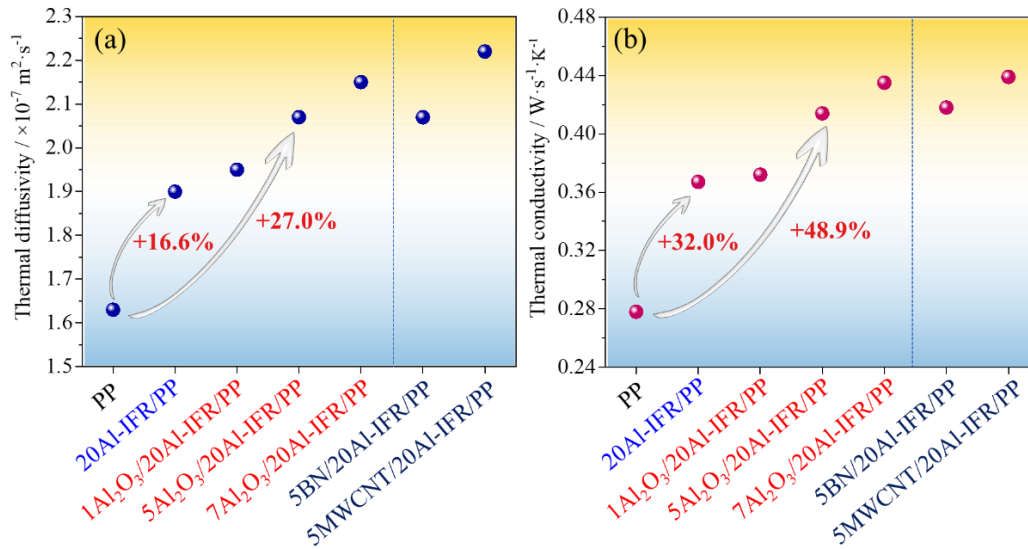 (a)
Thermal diffusivity / ×10⁻⁷ m²·s⁻¹
2.3
2.2
2.1
2.0
1.9
1.8
1.7
1.6
1.5
+16.6%
+27.0%
PP
20Al-IFR/PP
1Al₂O₃/20Al-IFR/PP
5Al₂O₃/20Al-IFR/PP
7Al₂O₃/20Al-IFR/PP
5BN/20Al-IFR/PP
5MWCNT/20Al-IFR/PP
(b)
Thermal conductivity / W·s⁻¹·K⁻¹
0.48
0.44
0.40
0.36
0.32
0.28
0.24
+32.0%
+48.9%
PP
20Al-IFR/PP
1Al₂O₃/20Al-IFR/PP
5Al₂O₃/20Al-IFR/PP
7Al₂O₃/20Al-IFR/PP
5BN/20Al-IFR/PP
5MWCNT/20Al-IFR/PP